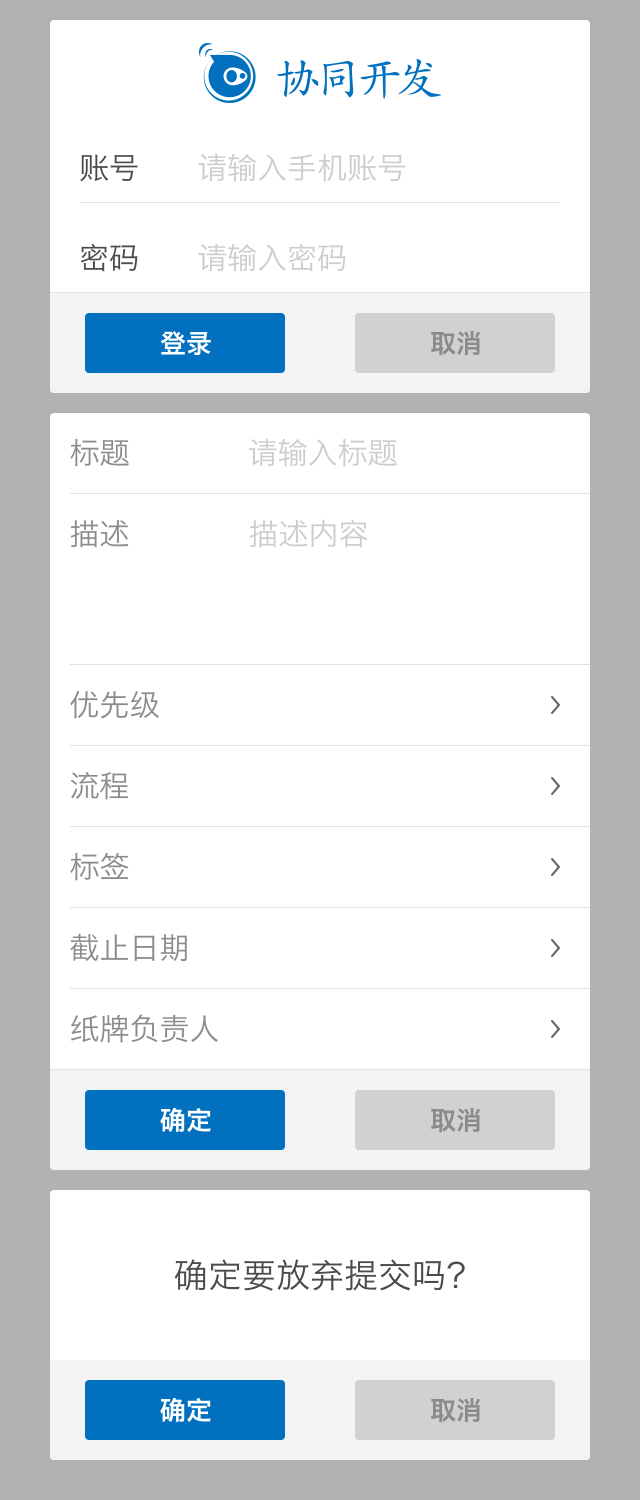 协同开发
账号 请输入手机账号
密码 请输入密码
登录 取消
标题 请输入标题
描述 描述内容
优先级
流程
标签
截止日期
纸牌负责人
确定 取消
确定要放弃提交吗?
确定 取消